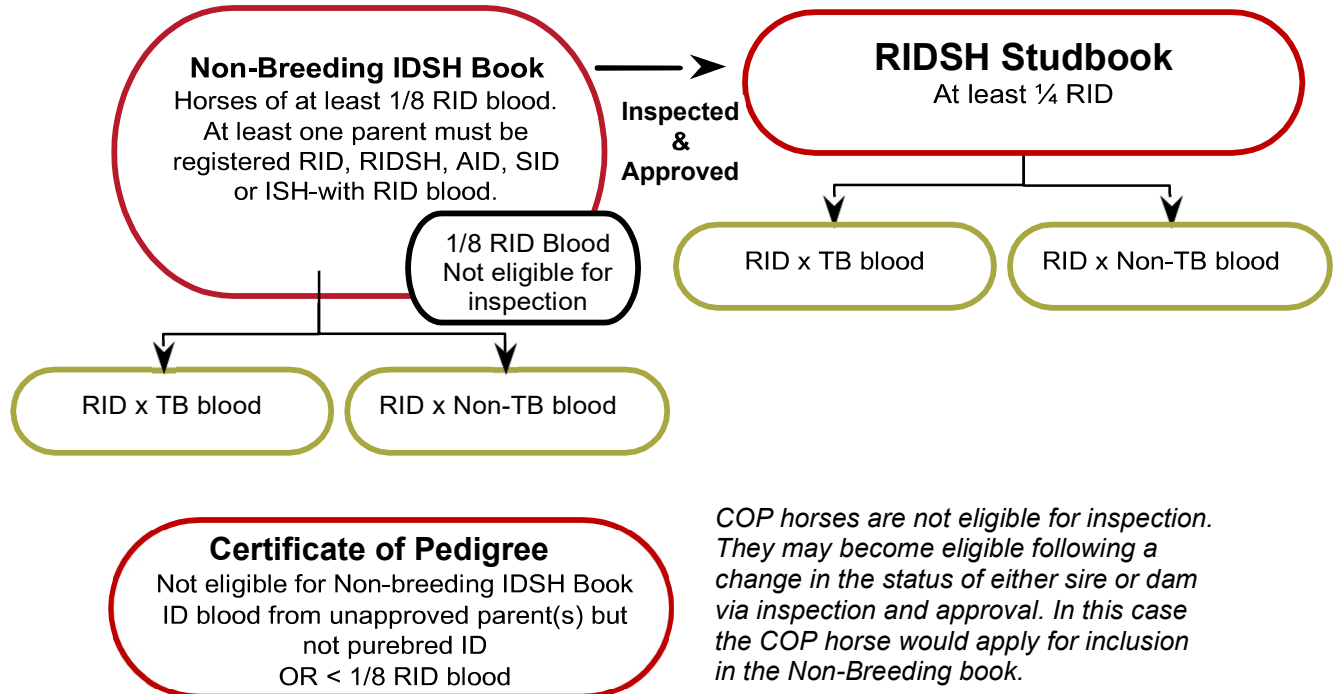 Non-Breeding IDSH Book
Horses of at least 1/8 RID blood.
At least one parent must be
registered RID, RIDSH, AID, SID
or ISH-with RID blood.
1/8 RID Blood
Not eligible for
inspection
Inspected
&
Approved
RIDSH Studbook
At least ¼ RID
RID x TB blood
RID x Non-TB blood
RID x TB blood
RID x Non-TB blood
Certificate of Pedigree
Not eligible for Non-breeding IDSH Book
ID blood from unapproved parent(s) but
not purebred ID
OR < 1/8 RID blood
COP horses are not eligible for inspection.
They may become eligible following a
change in the status of either sire or dam
via inspection and approval. In this case
the COP horse would apply for inclusion
in the Non-Breeding book.